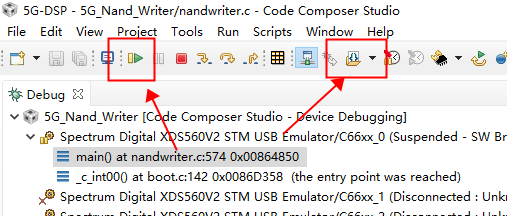 5G-DSP - 5G_Nand_Writer/nandwriter.c - Code Composer Studio
File Edit View Project Tools Run Scripts Window Help
Debug
5G_Nand_Writer [Code Composer Studio - Device Debugging]
Spectrum Digital XDS560V2 STM USB Emulator/C66xx_0 (Suspended - SW Br
main() at nandwriter.c:574 0x00864850
_c_int00() at boot.c:142 0x0086D358 (the entry point was reached)
Spectrum Digital XDS560V2 STM USB Emulator/C66xx_1 (Disconnected : Unkn
Spectrum Digital XDS560V2 STM USB Emulator/C66xx_2 (Disconnected : Unkn